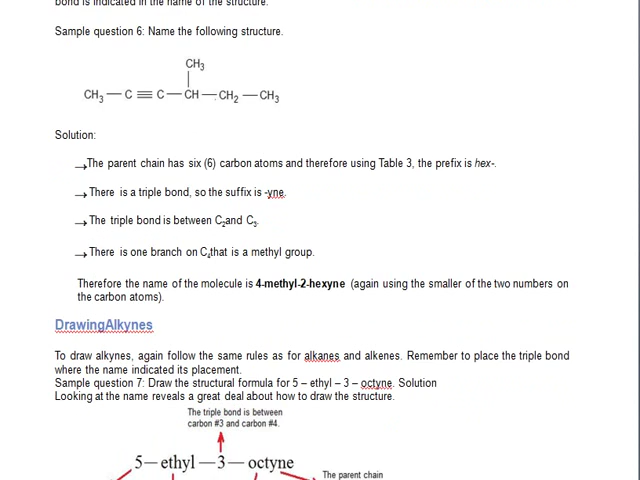 bond is indicated in the name of the structure.
Sample question 6: Name the following structure.
CH3
CH3 — C ≡ C — CH — CH2 — CH3
Solution:
→The parent chain has six (6) carbon atoms and therefore using Table 3, the prefix is hex-.
→ There is a triple bond, so the suffix is -yne.
→ The triple bond is between C2and C3.
→ There is one branch on C4that is a methyl group.
Therefore the name of the molecule is 4-methyl-2-hexyne (again using the smaller of the two numbers on
the carbon atoms).
DrawingAlkynes
To draw alkynes, again follow the same rules as for alkanes and alkenes. Remember to place the triple bond
where the name indicated its placement.
Sample question 7: Draw the structural formula for 5 – ethyl – 3 – octyne. Solution
Looking at the name reveals a great deal about how to draw the structure.
The triple bond is between
carbon #3 and carbon #4.
5— ethyl —3— octyne
The parent chain